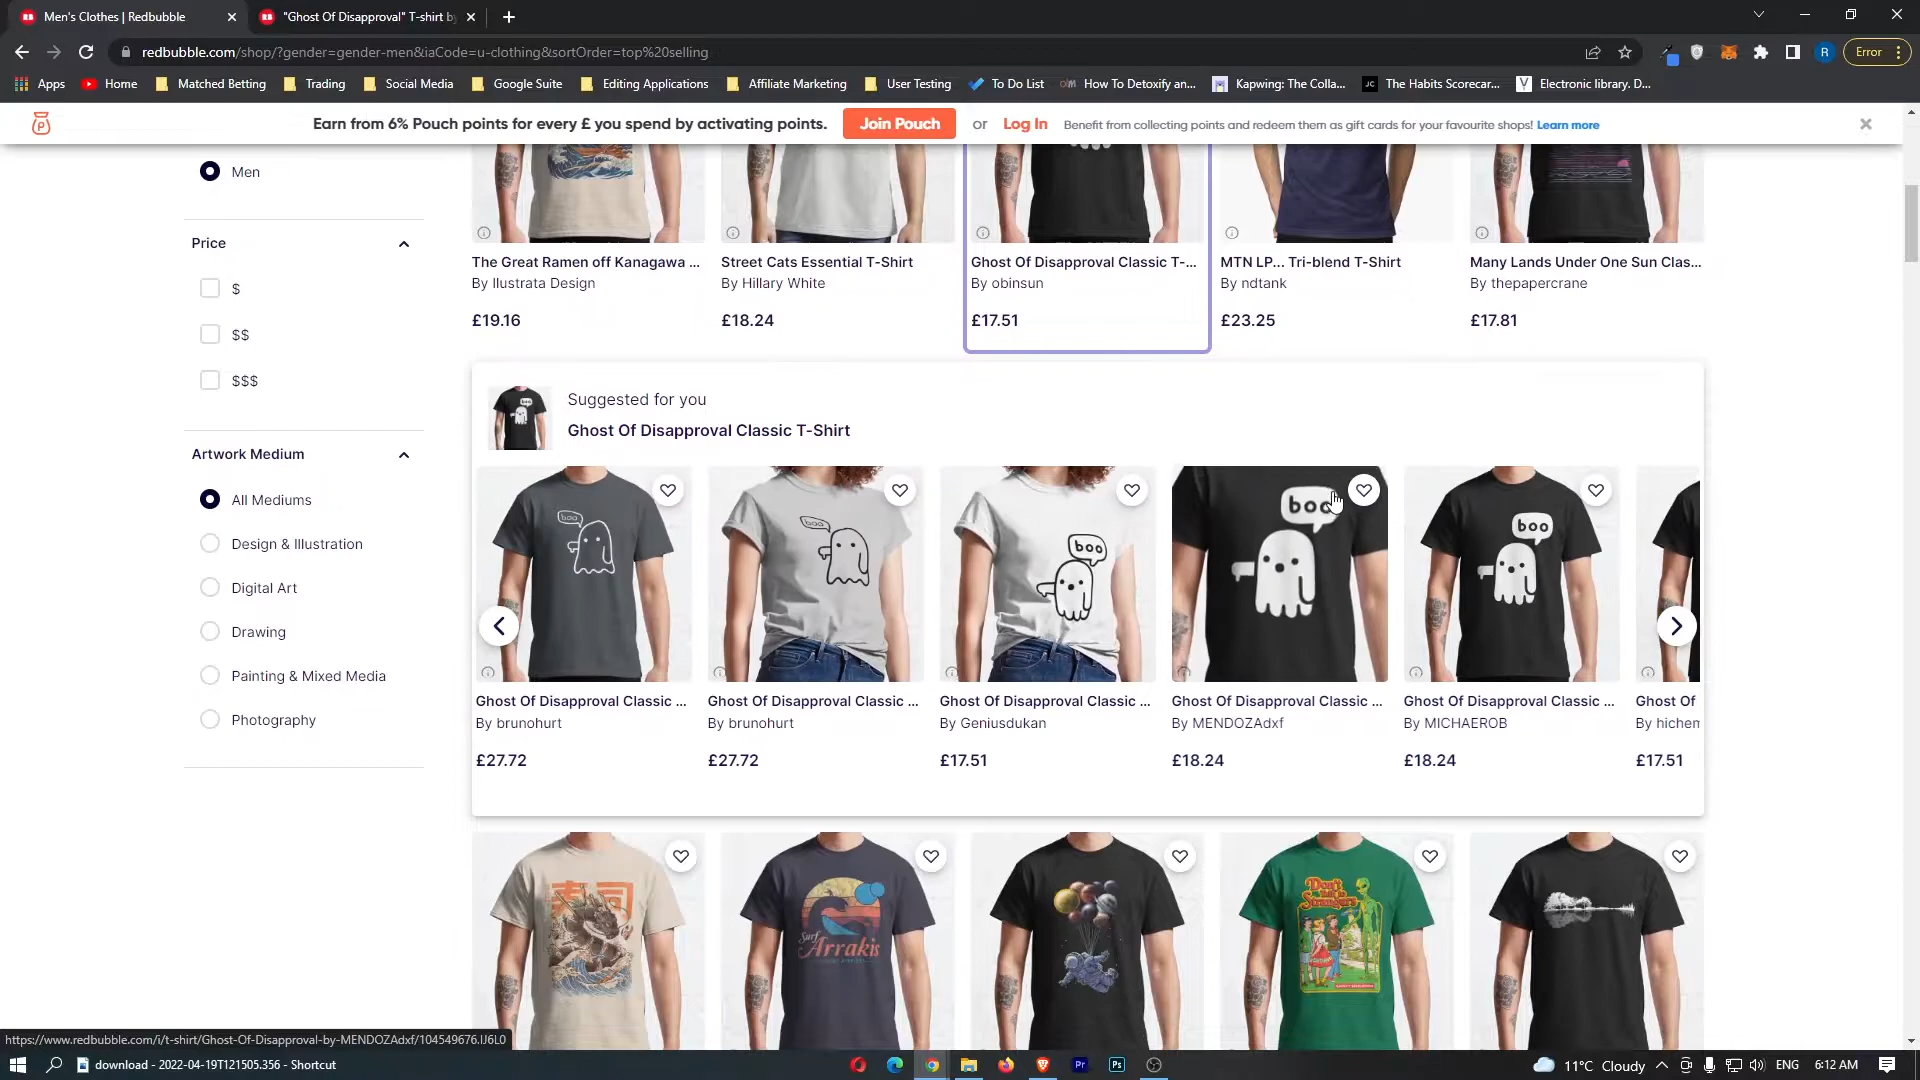 Men's Clothes | Redbubble
"Ghost Of Disapproval" T-shirt by
redbubble.com/shop/?gender=gender-men&iaCode=u-clothing&sortOrder=top%20selling
R
Error
Apps
Home
Matched Betting
Trading
Social Media
Google Suite
Editing Applications
Affiliate Marketing
User Testing
To Do List
How To Detoxify an...
Kapwing: The Colla...
The Habits Scorecar...
Electronic library. D...
Earn from 6% Pouch points for every £ you spend by activating points.
Join Pouch
or
Log In
Benefit from collecting points and redeem them as gift cards for your favourite shops! Learn more
Men
Price
$
$$
$$$
Artwork Medium
All Mediums
Design & Illustration
Digital Art
Drawing
Painting & Mixed Media
Photography
The Great Ramen off Kanagawa ...
By Ilustrata Design
£19.16
Street Cats Essential T-Shirt
By Hillary White
£18.24
Ghost Of Disapproval Classic T-...
By obinsun
£17.51
MTN LP... Tri-blend T-Shirt
By ndtank
£23.25
Many Lands Under One Sun Clas...
By thepapercrane
£17.81
Suggested for you
Ghost Of Disapproval Classic T-Shirt
boo
boo
boo
boo
boo
boo
Ghost Of Disapproval Classic ...
By brunohurt
£27.72
Ghost Of Disapproval Classic ...
By brunohurt
£27.72
Ghost Of Disapproval Classic ...
By Geniusdukan
£17.51
Ghost Of Disapproval Classic ...
By MENDOZAdxf
£18.24
Ghost Of Disapproval Classic ...
By MICHAEROB
£18.24
Ghost Of
By hichem
£17.51
寿司
Surf
Arrakis
Don't
Talk to
Strangers
https://www.redbubble.com/i/t-shirt/Ghost-Of-Disapproval-by-MENDOZAdxf/104549676.IJ6L0
download - 2022-04-19T121505.356 - Shortcut
Pr
Ps
11°C Cloudy
ENG
6:12 AM